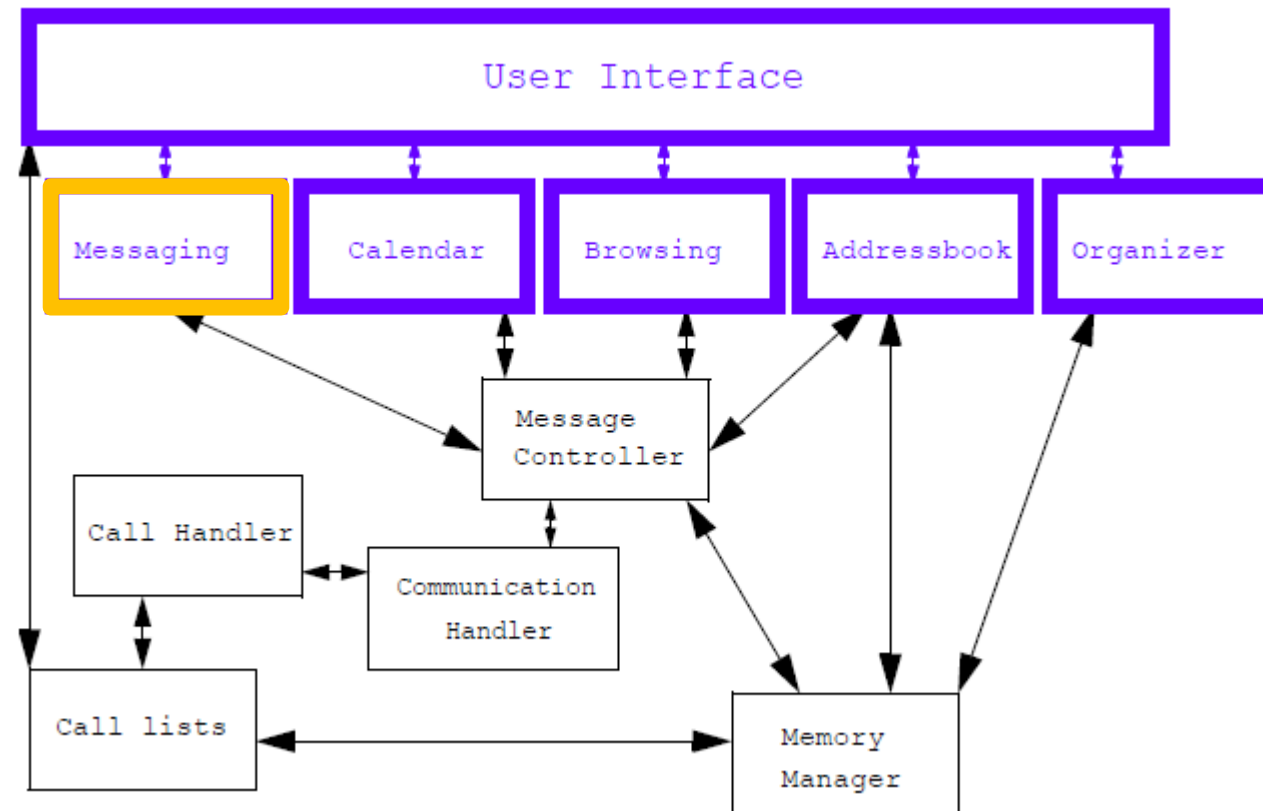 User Interface
Messaging
Calendar
Browsing
Addressbook
Organizer
Message
Controller
Call Handler
Communication
Handler
Call lists
Memory
Manager